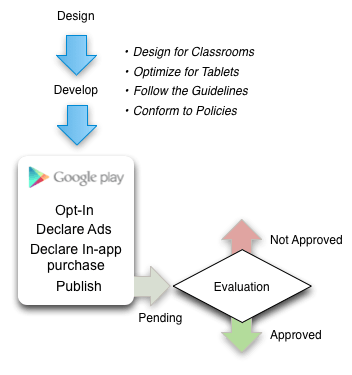 Design
• Design for Classrooms
• Optimize for Tablets
Develop
• Follow the Guidelines
• Conform to Policies
Google play
Opt-In
Declare Ads
Declare In-app
purchase
Publish
Pending
Not Approved
Evaluation
Approved